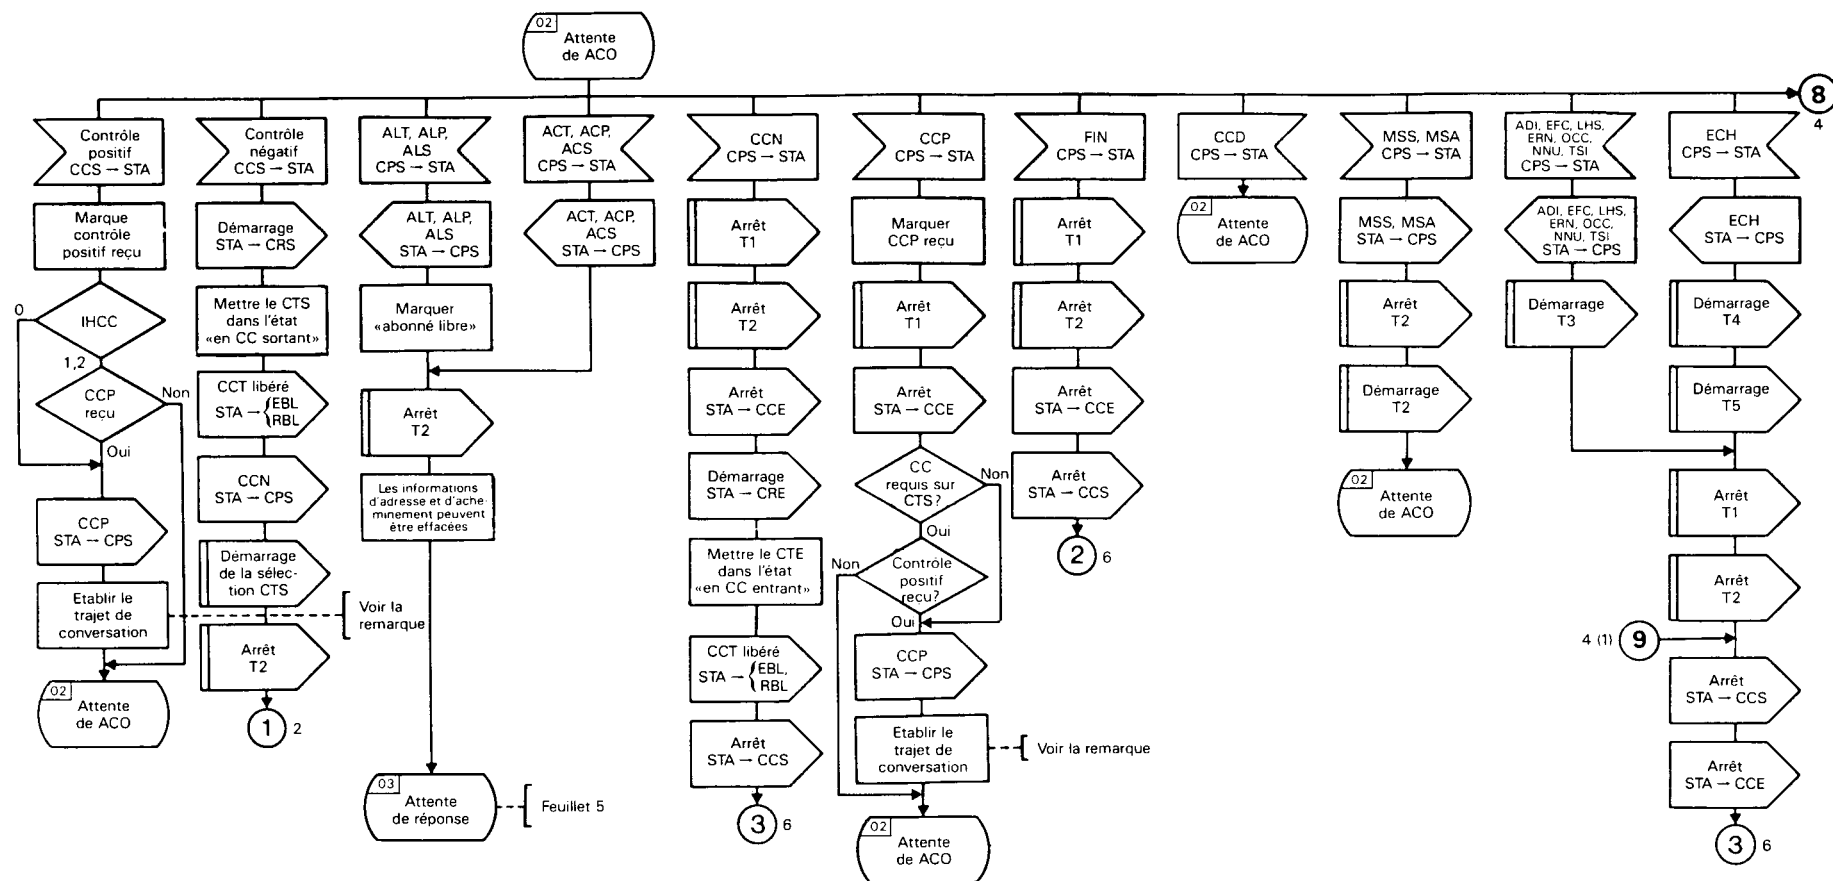 02
Attente
de ACO
8
4
Contrôle
positif
CCS → STA
Marque
contrôle
positif reçu
0
IHCC
1,2
CCP
reçu
Non
Oui
CCP
STA → CPS
Etablir le
trajet de
conversation
Voir la
remarque
02
Attente
de ACO
Contrôle
négatif
CCS → STA
Démarrage
STA → CRS
Mettre le CTS
dans l'état
«en CC sortant»
CCT libéré
STA → {EBL
RBL
CCN
STA → CPS
Démarrage
de la sélec-
tion CTS
Arrêt
T2
1 2
ALT, ALP,
ALS
CPS → STA
ALT, ALP,
ALS
STA → CPS
Marquer
«abonné libre»
Arrêt
T2
Les informations
d'adresse et d'ache-
minement peuvent
être effacées
03
Attente
de réponse
Feuillet 5
ACT, ACP,
ACS
CPS → STA
ACT, ACP,
ACS
STA → CPS
CCN
CPS → STA
Arrêt
T1
Arrêt
T2
Arrêt
STA → CCE
Démarrage
STA → CRE
Mettre le CTE
dans l'état
«en CC entrant»
CCT libéré
STA → {EBL,
RBL
Arrêt
STA → CCS
3 6
CCP
CPS → STA
Marquer
CCP reçu
Arrêt
T1
Arrêt
STA → CCE
CC
requis sur
CTS?
Non
Oui
Non
Contrôle
positif
reçu?
Oui
CCP
STA → CPS
Etablir le
trajet de
conversation
Voir la remarque
02
Attente
de ACO
FIN
CPS → STA
Arrêt
T1
Arrêt
T2
Arrêt
STA → CCE
Arrêt
STA → CCS
2 6
CCD
CPS → STA
02
Attente
de ACO
MSS, MSA
CPS → STA
MSS, MSA
STA → CPS
Arrêt
T2
Démarrage
T2
02
Attente
de ACO
ADI, EFC, LHS,
ERN, OCC,
NNU, TSI
CPS → STA
ADI, EFC, LHS,
ERN, OCC,
NNU, TSI
STA → CPS
Démarrage
T3
ECH
CPS → STA
ECH
STA → CPS
Démarrage
T4
Démarrage
T5
Arrêt
T1
Arrêt
T2
4 (1) 9
Arrêt
STA → CCS
Arrêt
STA → CCE
3 6